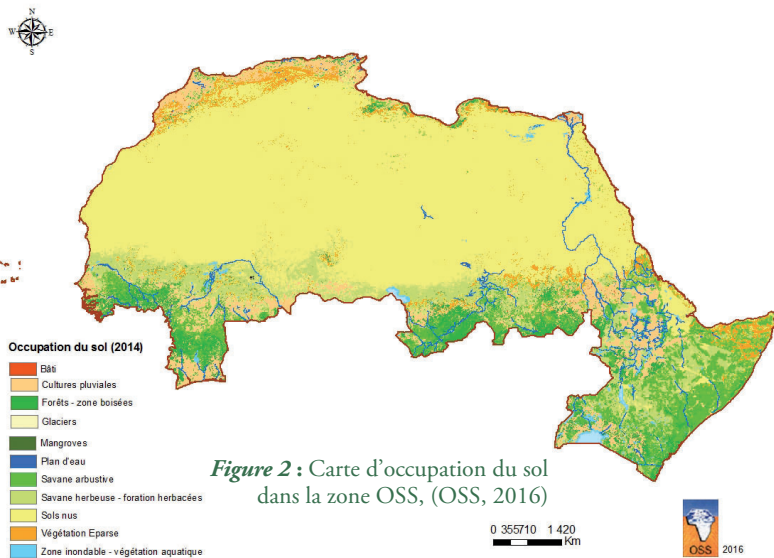 N
W E
S
Occupation du sol (2014)
Bâti
Cultures pluviales
Forêts - zone boisées
Glaciers
Mangroves
Plan d'eau
Savane arbustive
Savane herbeuse - foration herbacées
Sols nus
Végétation Eparse
Zone inondable - végétation aquatique
Figure 2 : Carte d'occupation du sol
dans la zone OSS, (OSS, 2016)
0 355710 1 420
Km
OSS 2016